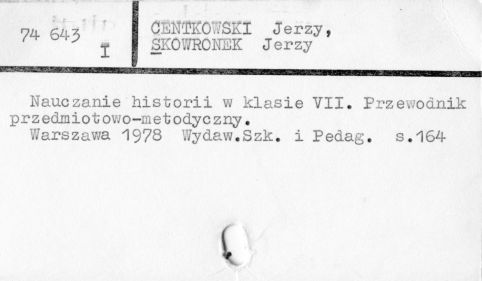 74 643
I
CENTKOWSKI Jerzy,
SKOWRONEK Jerzy
Nauczanie historii w klasie VII. Przewodnik
przedmiotowo-metodyczny.
Warszawa 1978 Wydaw.Szk. i Pedag. s.164